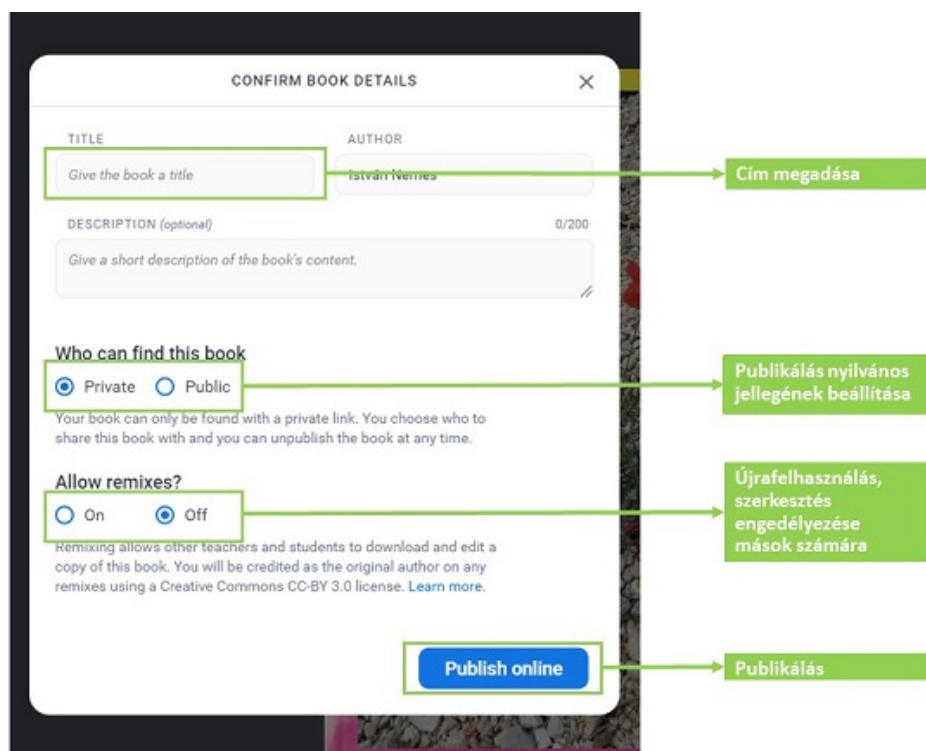 CONFIRM BOOK DETAILS
TITLE
AUTHOR
Give the book a title
István Nemes
Cím megadása
DESCRIPTION (optional)
0/200
Give a short description of the book's content.
Who can find this book
Private
Public
Publikálás nyilvános
jellegének beállítása
Your book can only be found with a private link. You choose who to
share this book with and you can unpublish the book at any time.
Allow remixes?
On
Off
Újrafelhasználás,
szerkesztés
engedélyezése
mások számára
Remixing allows other teachers and students to download and edit a
copy of this book. You will be credited as the original author on any
remixes using a Creative Commons CC-BY 3.0 license. Learn more.
Publish online
Publikálás